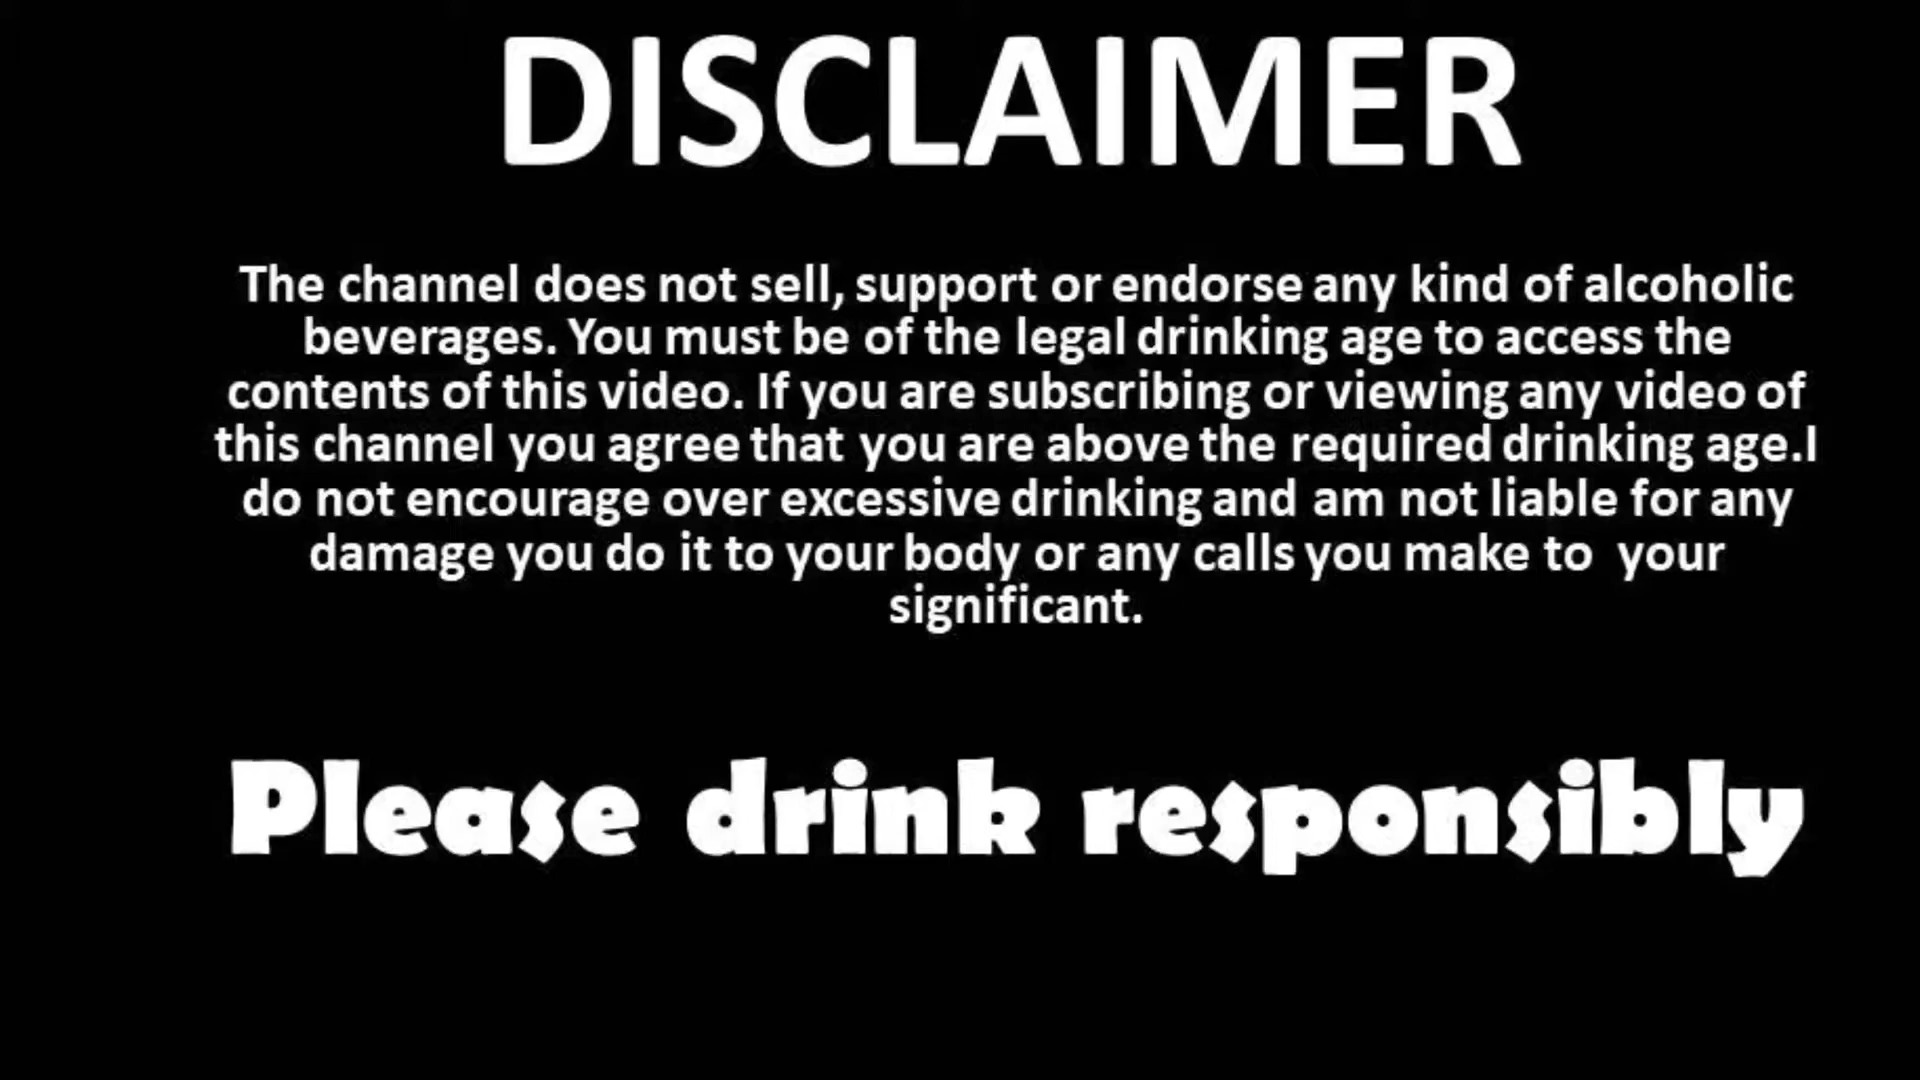 DISCLAIMER
The channel does not sell, support or endorse any kind of alcoholic
beverages. You must be of the legal drinking age to access the
contents of this video. If you are subscribing or viewing any video of
this channel you agree that you are above the required drinking age.I
do not encourage over excessive drinking and am not liable for any
damage you do it to your body or any calls you make to your
significant.
Please drink responsibly